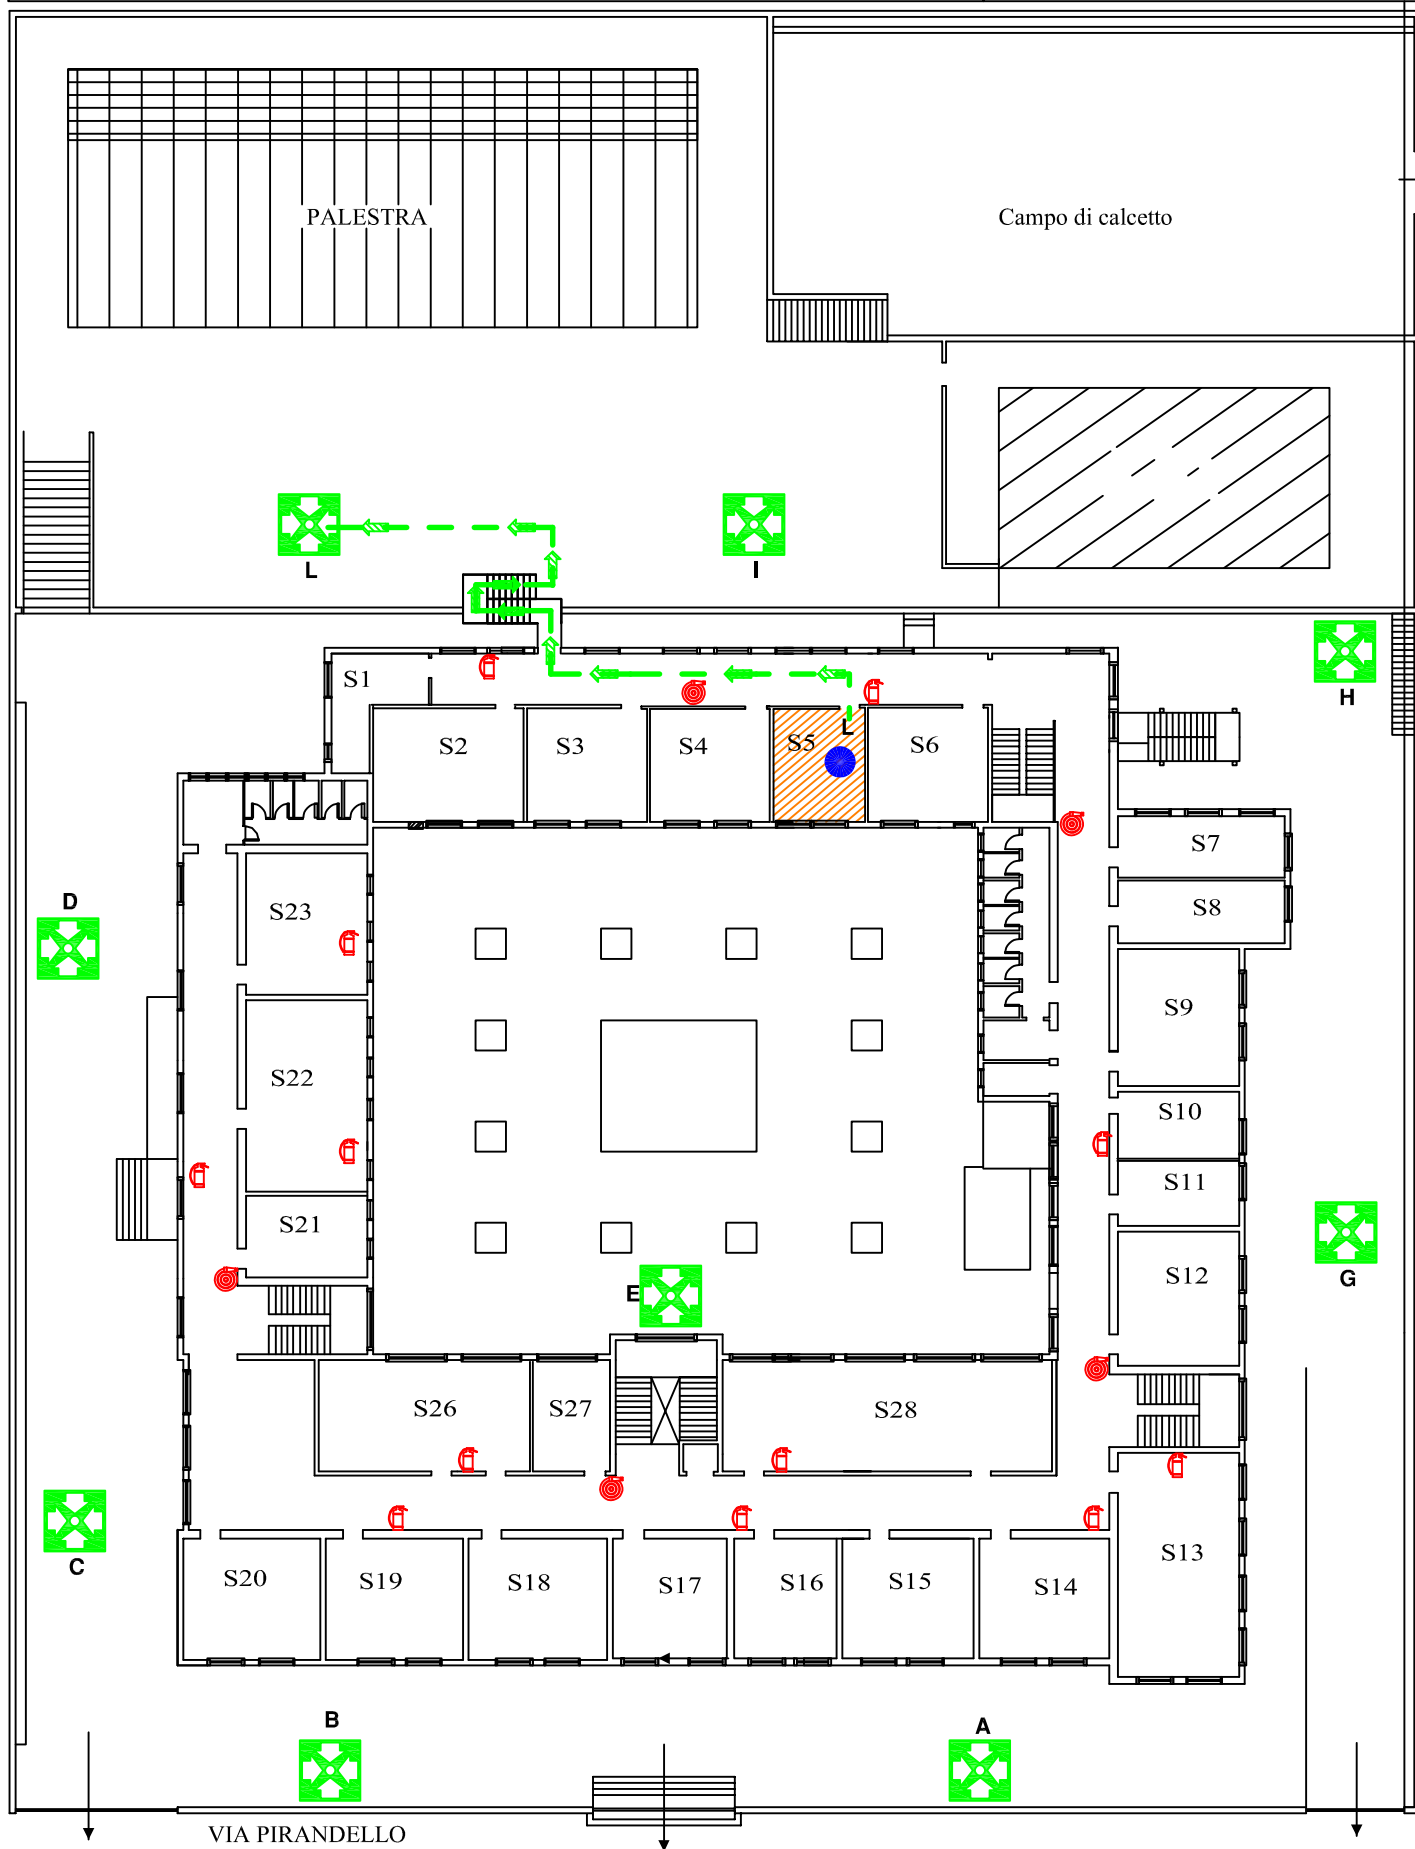 PALESTRA
Campo di calcetto
L
I
H
S1
L
S2
S3
S4
S5
S6
S7
S8
D
S23
S9
S22
S10
S11
S21
S12
G
E
S26
S27
S28
C
S20
S19
S18
S17
S16
S15
S14
S13
B
A
VIA PIRANDELLO